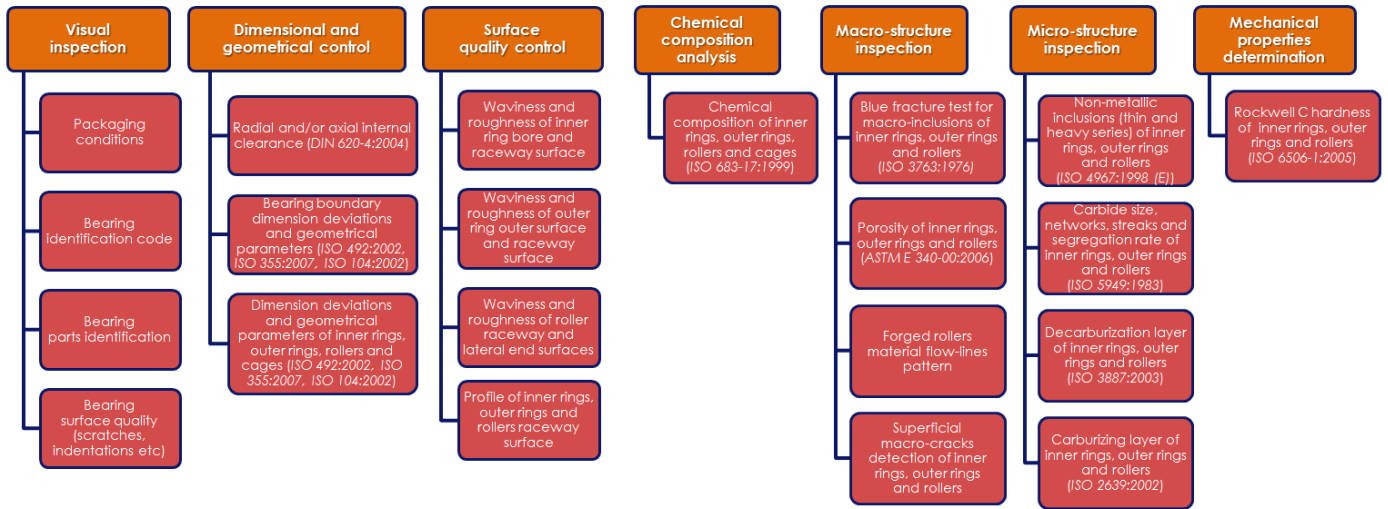 Visual
inspection
Packaging
conditions
Bearing
identification code
Bearing
parts identification
Bearing
surface quality
(scratches,
indentations etc)
Dimensional and
geometrical control
Radial and/or axial internal
clearance (DIN 620-4:2004)
Bearing boundary
dimension deviations
and geometrical
parameters (ISO 492:2002,
ISO 355:2007, ISO 104:2002)
Dimension deviations
and geometrical
parameters of inner rings,
outer rings, rollers and
cages (ISO 492:2002, ISO
355:2007, ISO 104:2002)
Surface
quality control
Waviness and
roughness of inner
ring bore and
raceway surface
Waviness and
roughness of outer
ring outer surface
and raceway
surface
Waviness and
roughness of roller
raceway and
lateral end surfaces
Profile of inner rings,
outer rings and
rollers raceway
surface
Chemical
composition
analysis
Chemical
composition of inner
rings, outer rings,
rollers and cages
(ISO 683-17:1999)
Macro-structure
inspection
Blue fracture test for
macro-inclusions of
inner rings, outer rings
and rollers
(ISO 3763:1976)
Porosity of inner rings,
outer rings and rollers
(ASTM E 340-00:2006)
Forged rollers
material flow-lines
pattern
Superficial
macro-cracks
detection of inner
rings, outer rings
and rollers
Micro-structure
inspection
Non-metallic
inclusions (thin and
heavy series) of inner
rings, outer rings
and rollers
(ISO 4967:1998 (E))
Carbide size,
networks, streaks and
segregation rate of
inner rings, outer rings
and rollers
(ISO 5949:1983)
Decarburization layer
of inner rings, outer
rings and rollers
(ISO 3887:2003)
Carburizing layer of
inner rings, outer rings
and rollers
(ISO 2639:2002)
Mechanical
properties
determination
Rockwell C hardness
of inner rings, outer
rings and rollers
(ISO 6506-1:2005)